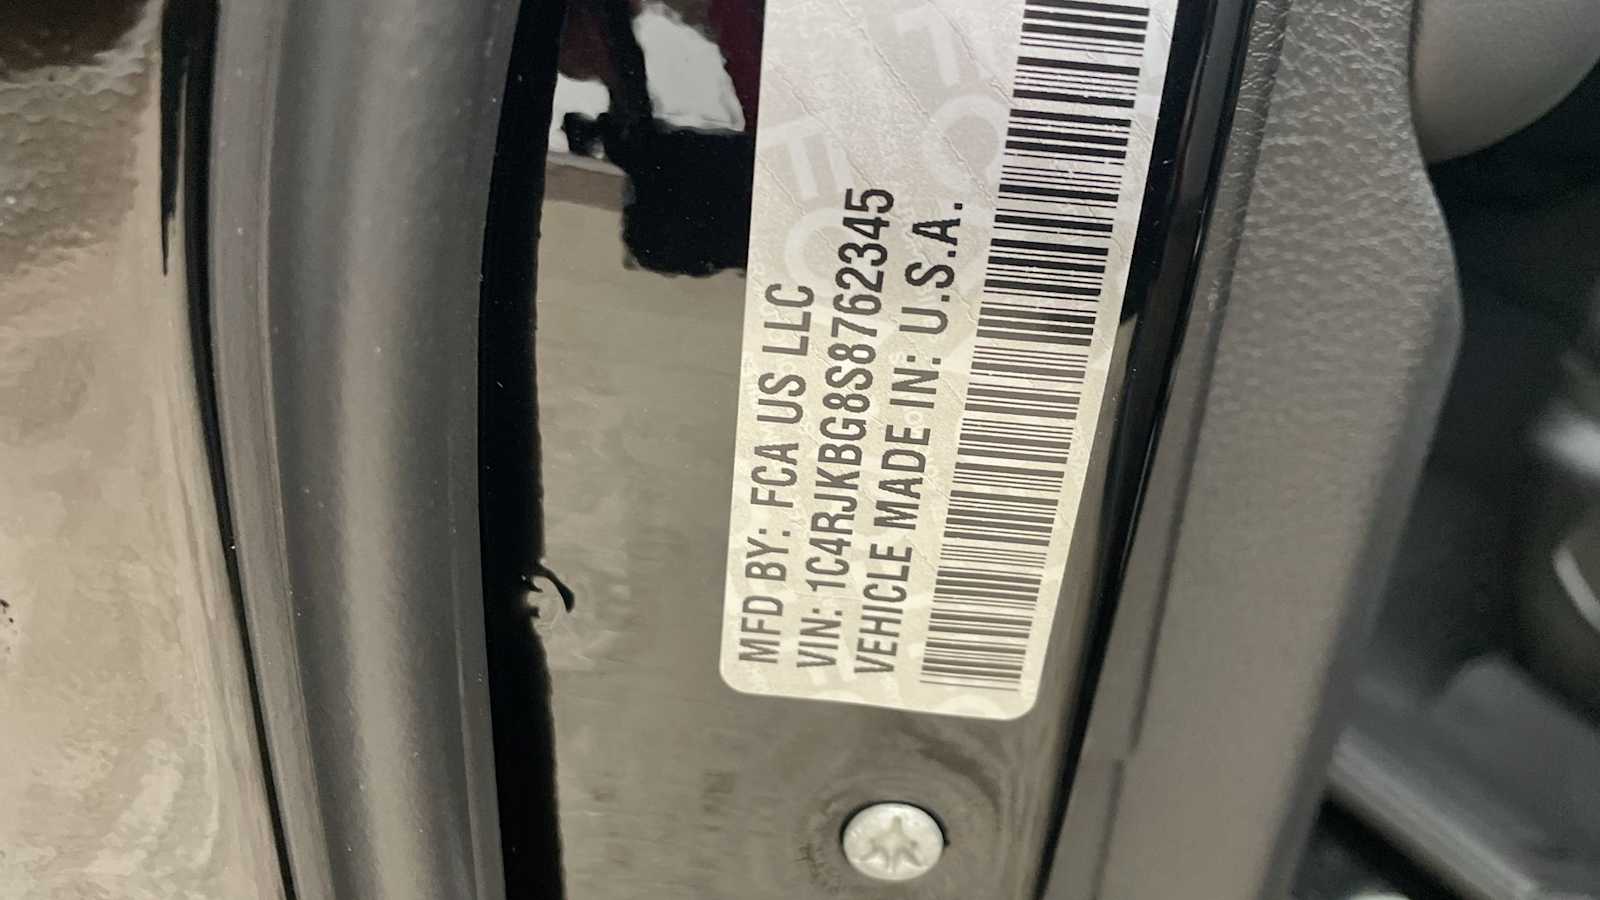 MFD BY: FCA US LLC
VIN: 1C4RJKBG8S8762345
VEHICLE MADE IN: U.S.A.